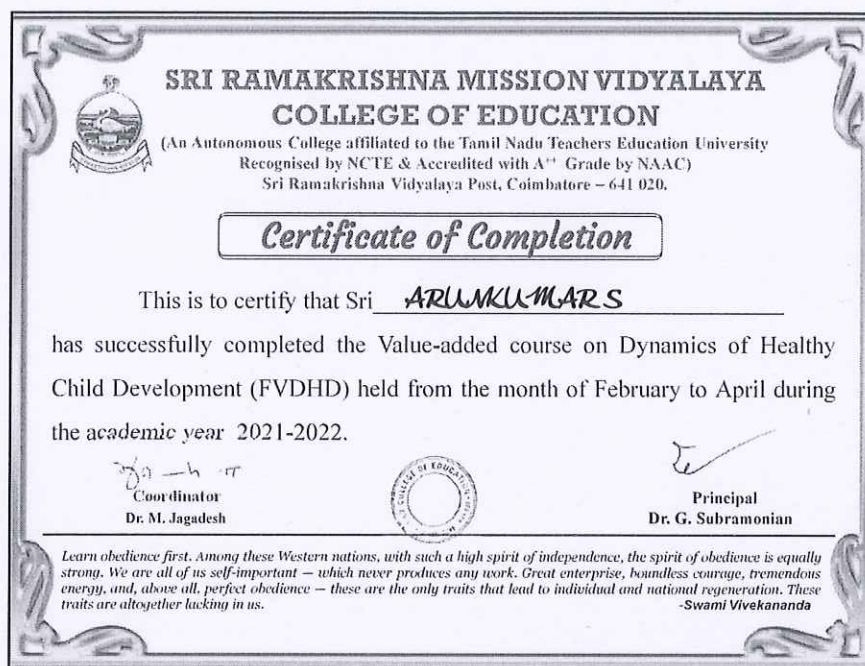 SRI RAMAKRISHNA MISSION VIDYALAYA
COLLEGE OF EDUCATION
(An Autonomous College affiliated to the Tamil Nadu Teachers Education University
Recognised by NCTE & Accredited with A++ Grade by NAAC)
Sri Ramakrishna Vidyalaya Post, Coimbatore – 641 020.
Certificate of Completion
This is to certify that Sri ARUNKUMAR S
has successfully completed the Value-added course on Dynamics of Healthy
Child Development (FVDHD) held from the month of February to April during
the academic year 2021-2022.
COLLEGE OF EDUCATION
Coordinator
Dr. M. Jagadesh
Principal
Dr. G. Subramonian
Learn obedience first. Among these Western nations, with such a high spirit of independence, the spirit of obedience is equally
strong. We are all of us self-important — which never produces any work. Great enterprise, boundless courage, tremendous
energy, and, above all, perfect obedience — these are the only traits that lead to individual and national regeneration. These
traits are altogether lacking in us.
-Swami Vivekananda